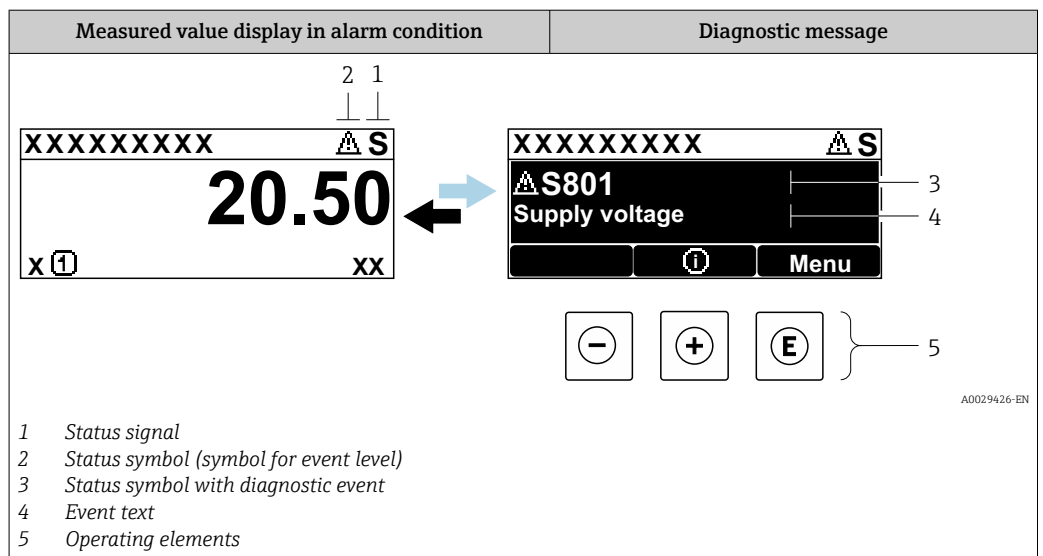 Measured value display in alarm condition
Diagnostic message
2 1
XXXXXXXXX ⚠ S
20.50
X ① XX
XXXXXXXXX ⚠ S
⚠S801
Supply voltage
ⓘ Menu
3
4
− + E
5
A0029426-EN
1 Status signal
2 Status symbol (symbol for event level)
3 Status symbol with diagnostic event
4 Event text
5 Operating elements